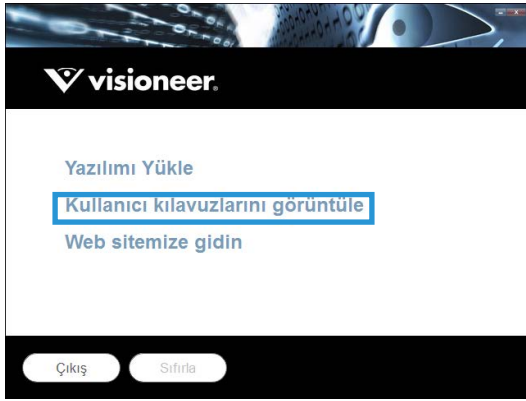 visioneer.
Yazılımı Yükle
Kullanıcı kılavuzlarını görüntüle
Web sitemize gidin
Çıkış
Sıfırla